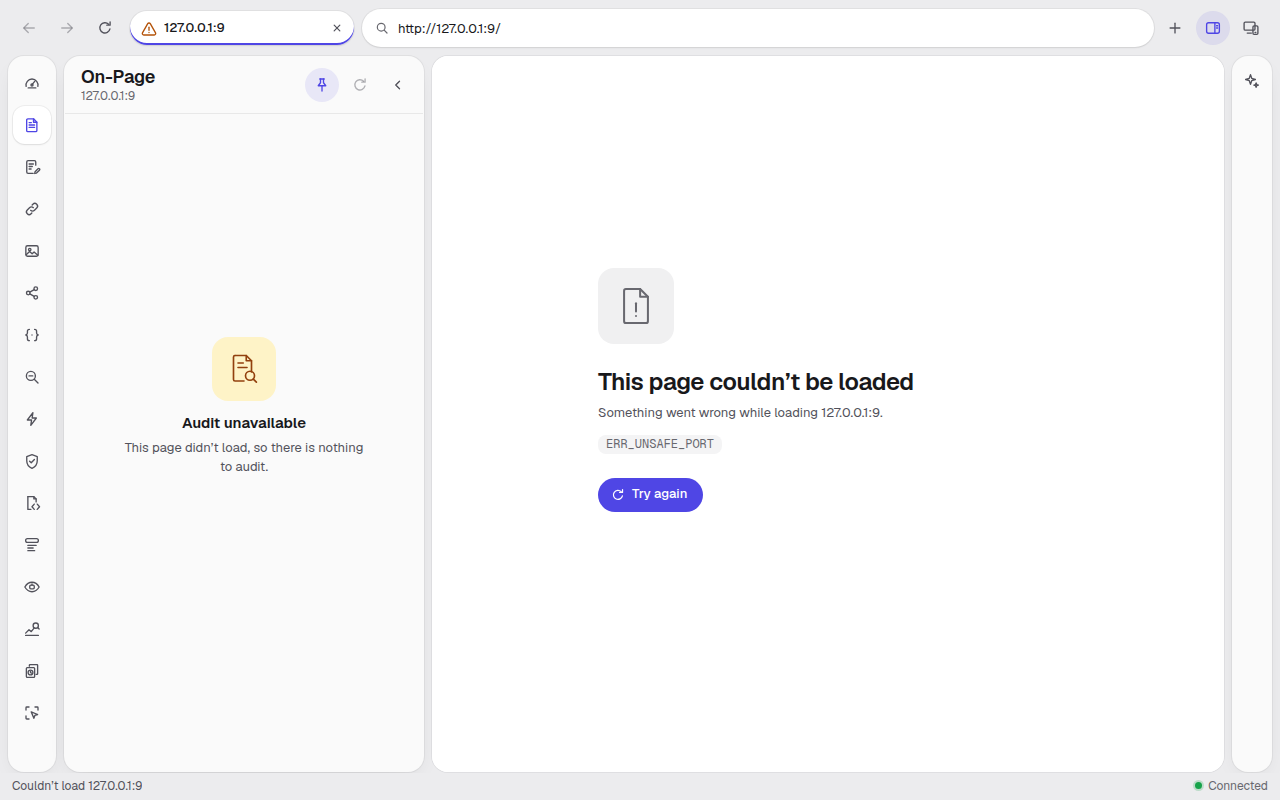 127.0.0.1:9
http://127.0.0.1:9/
On-Page
127.0.0.1:9
Audit unavailable
This page didn’t load, so there is nothing
to audit.
This page couldn’t be loaded
Something went wrong while loading 127.0.0.1:9.
ERR_UNSAFE_PORT
Try again
Couldn't load 127.0.0.1:9
Connected